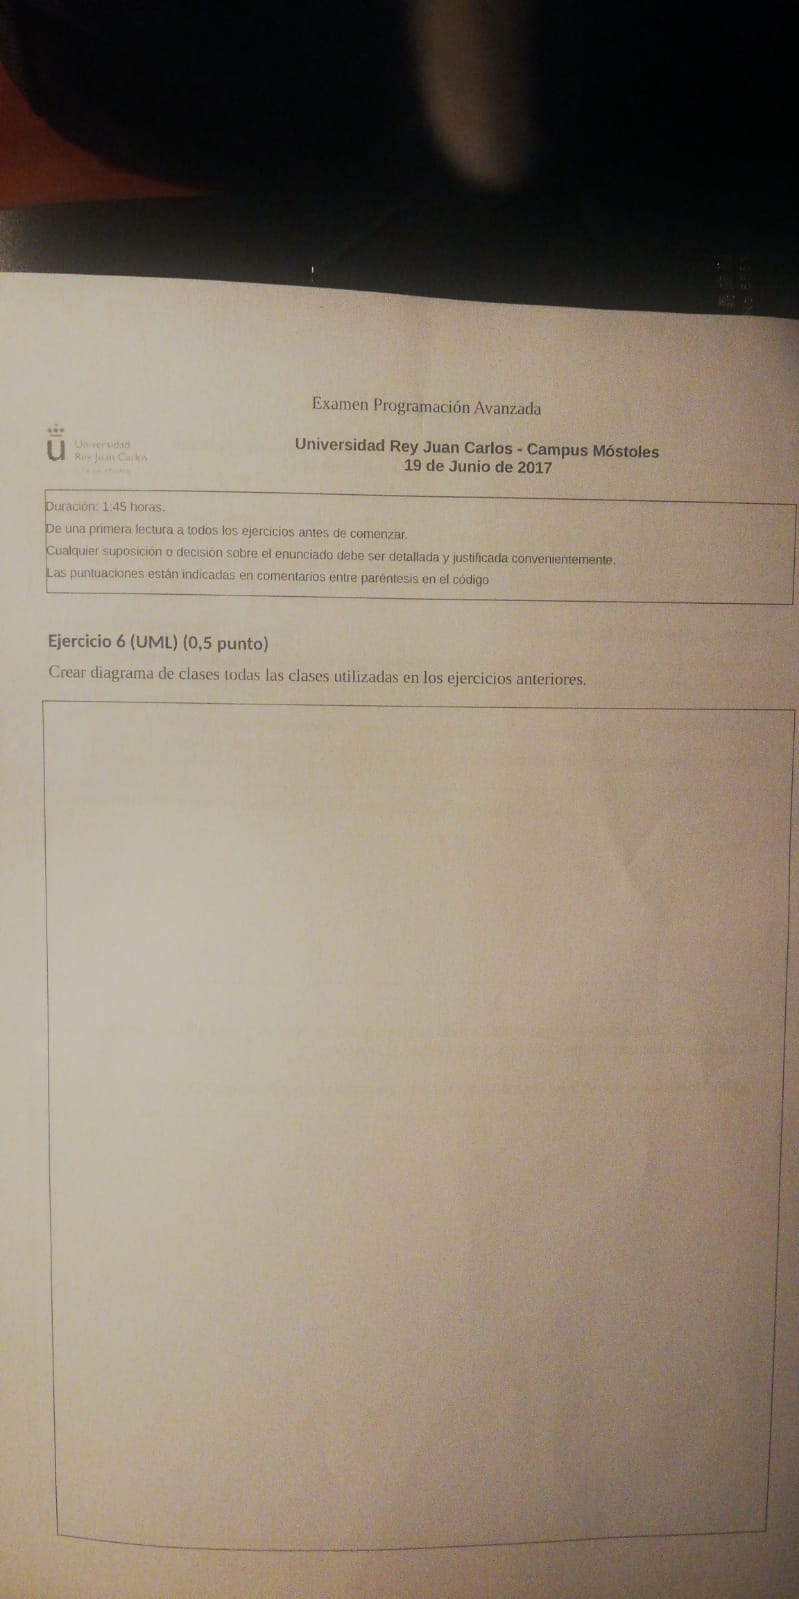 Examen Programación Avanzada
Universidad
Rey Juan Carlos
Universidad Rey Juan Carlos - Campus Móstoles
19 de Junio de 2017
Duración: 1:45 horas.
De una primera lectura a todos los ejercicios antes de comenzar.
Cualquier suposición o decisión sobre el enunciado debe ser detallada y justificada convenientemente.
Las puntuaciones están indicadas en comentarios entre paréntesis en el código
Ejercicio 6 (UML) (0,5 punto)
Crear diagrama de clases todas las clases utilizadas en los ejercicios anteriores.